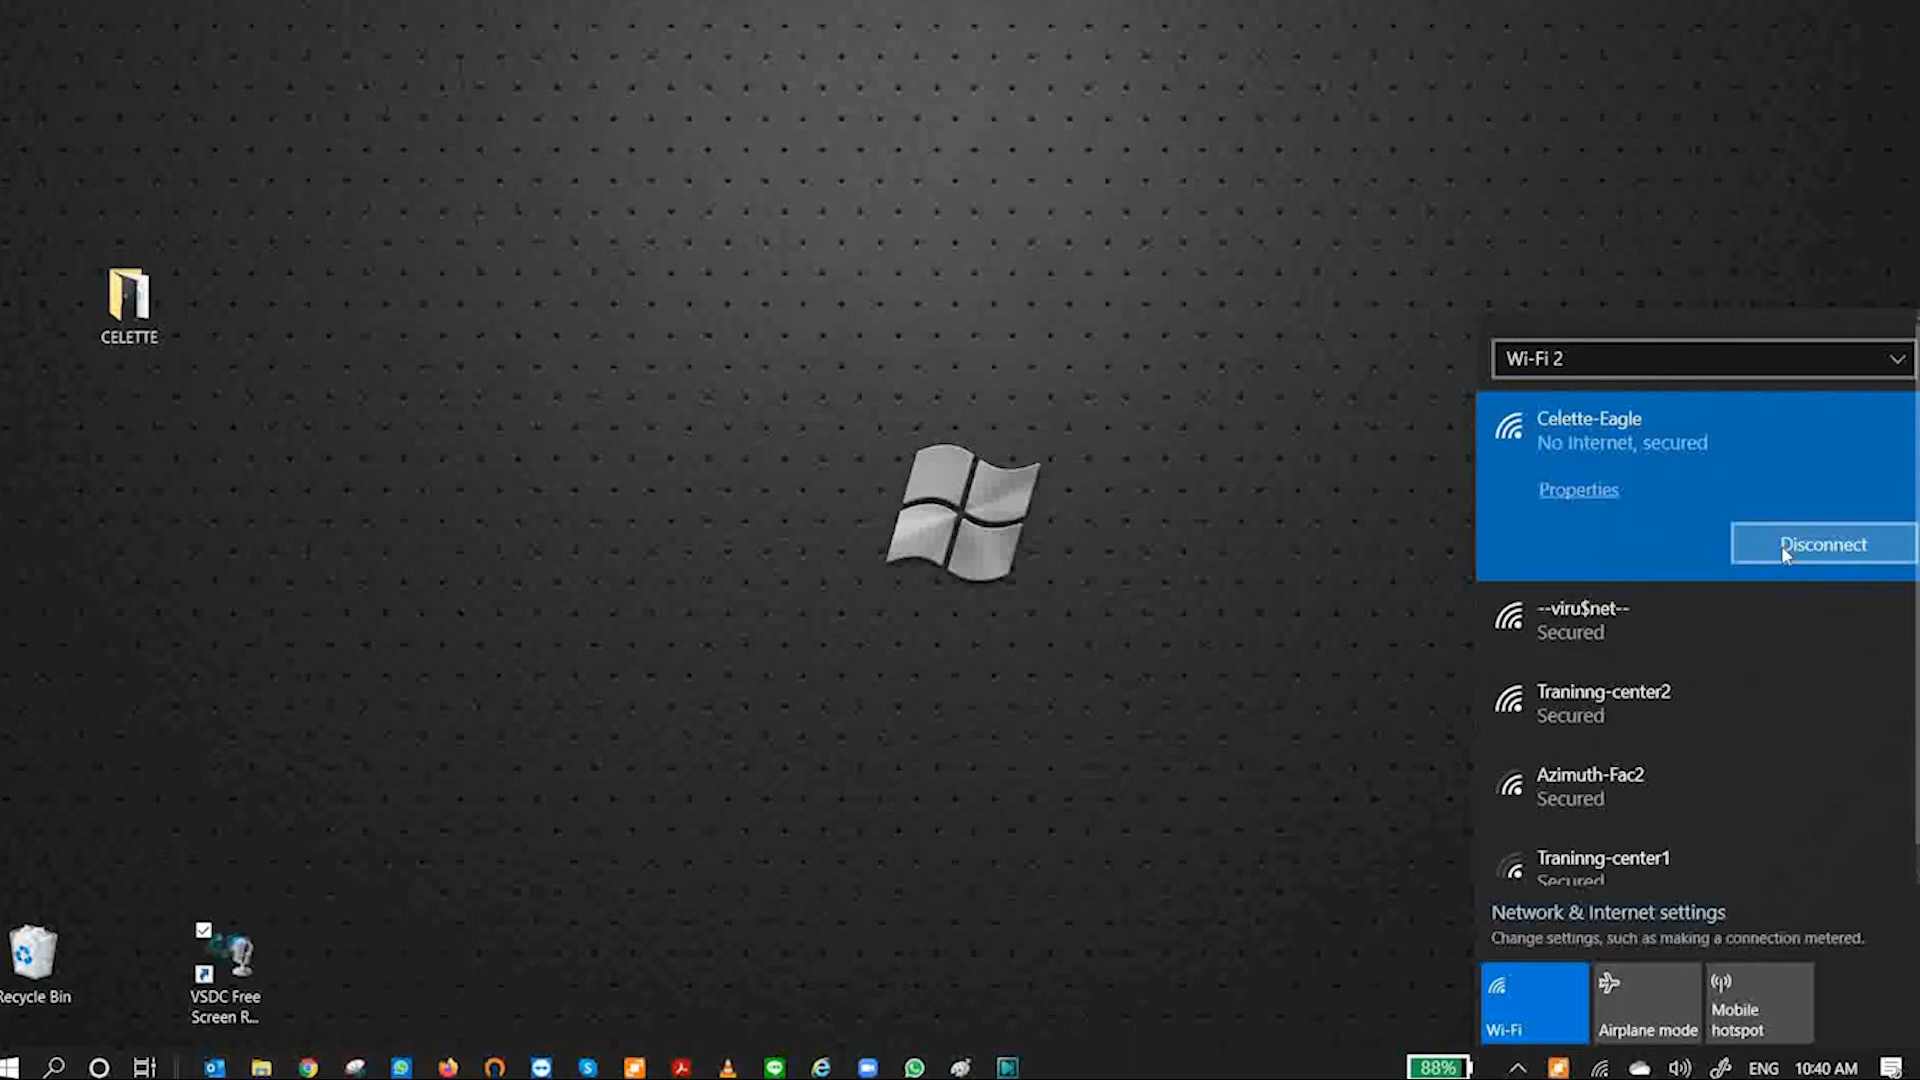 CELETTE
Wi-Fi 2
Celette-Eagle
No Internet, secured
Properties
Disconnect
--viru$net--
Secured
Traninng-center2
Secured
Azimuth-Fac2
Secured
Traninng-center1
Secured
Network & Internet settings
Change settings, such as making a connection metered.
Wi-Fi
Airplane mode
Mobile
hotspot
Recycle Bin
VSDC Free
Screen R...
88%
ENG
10:40 AM